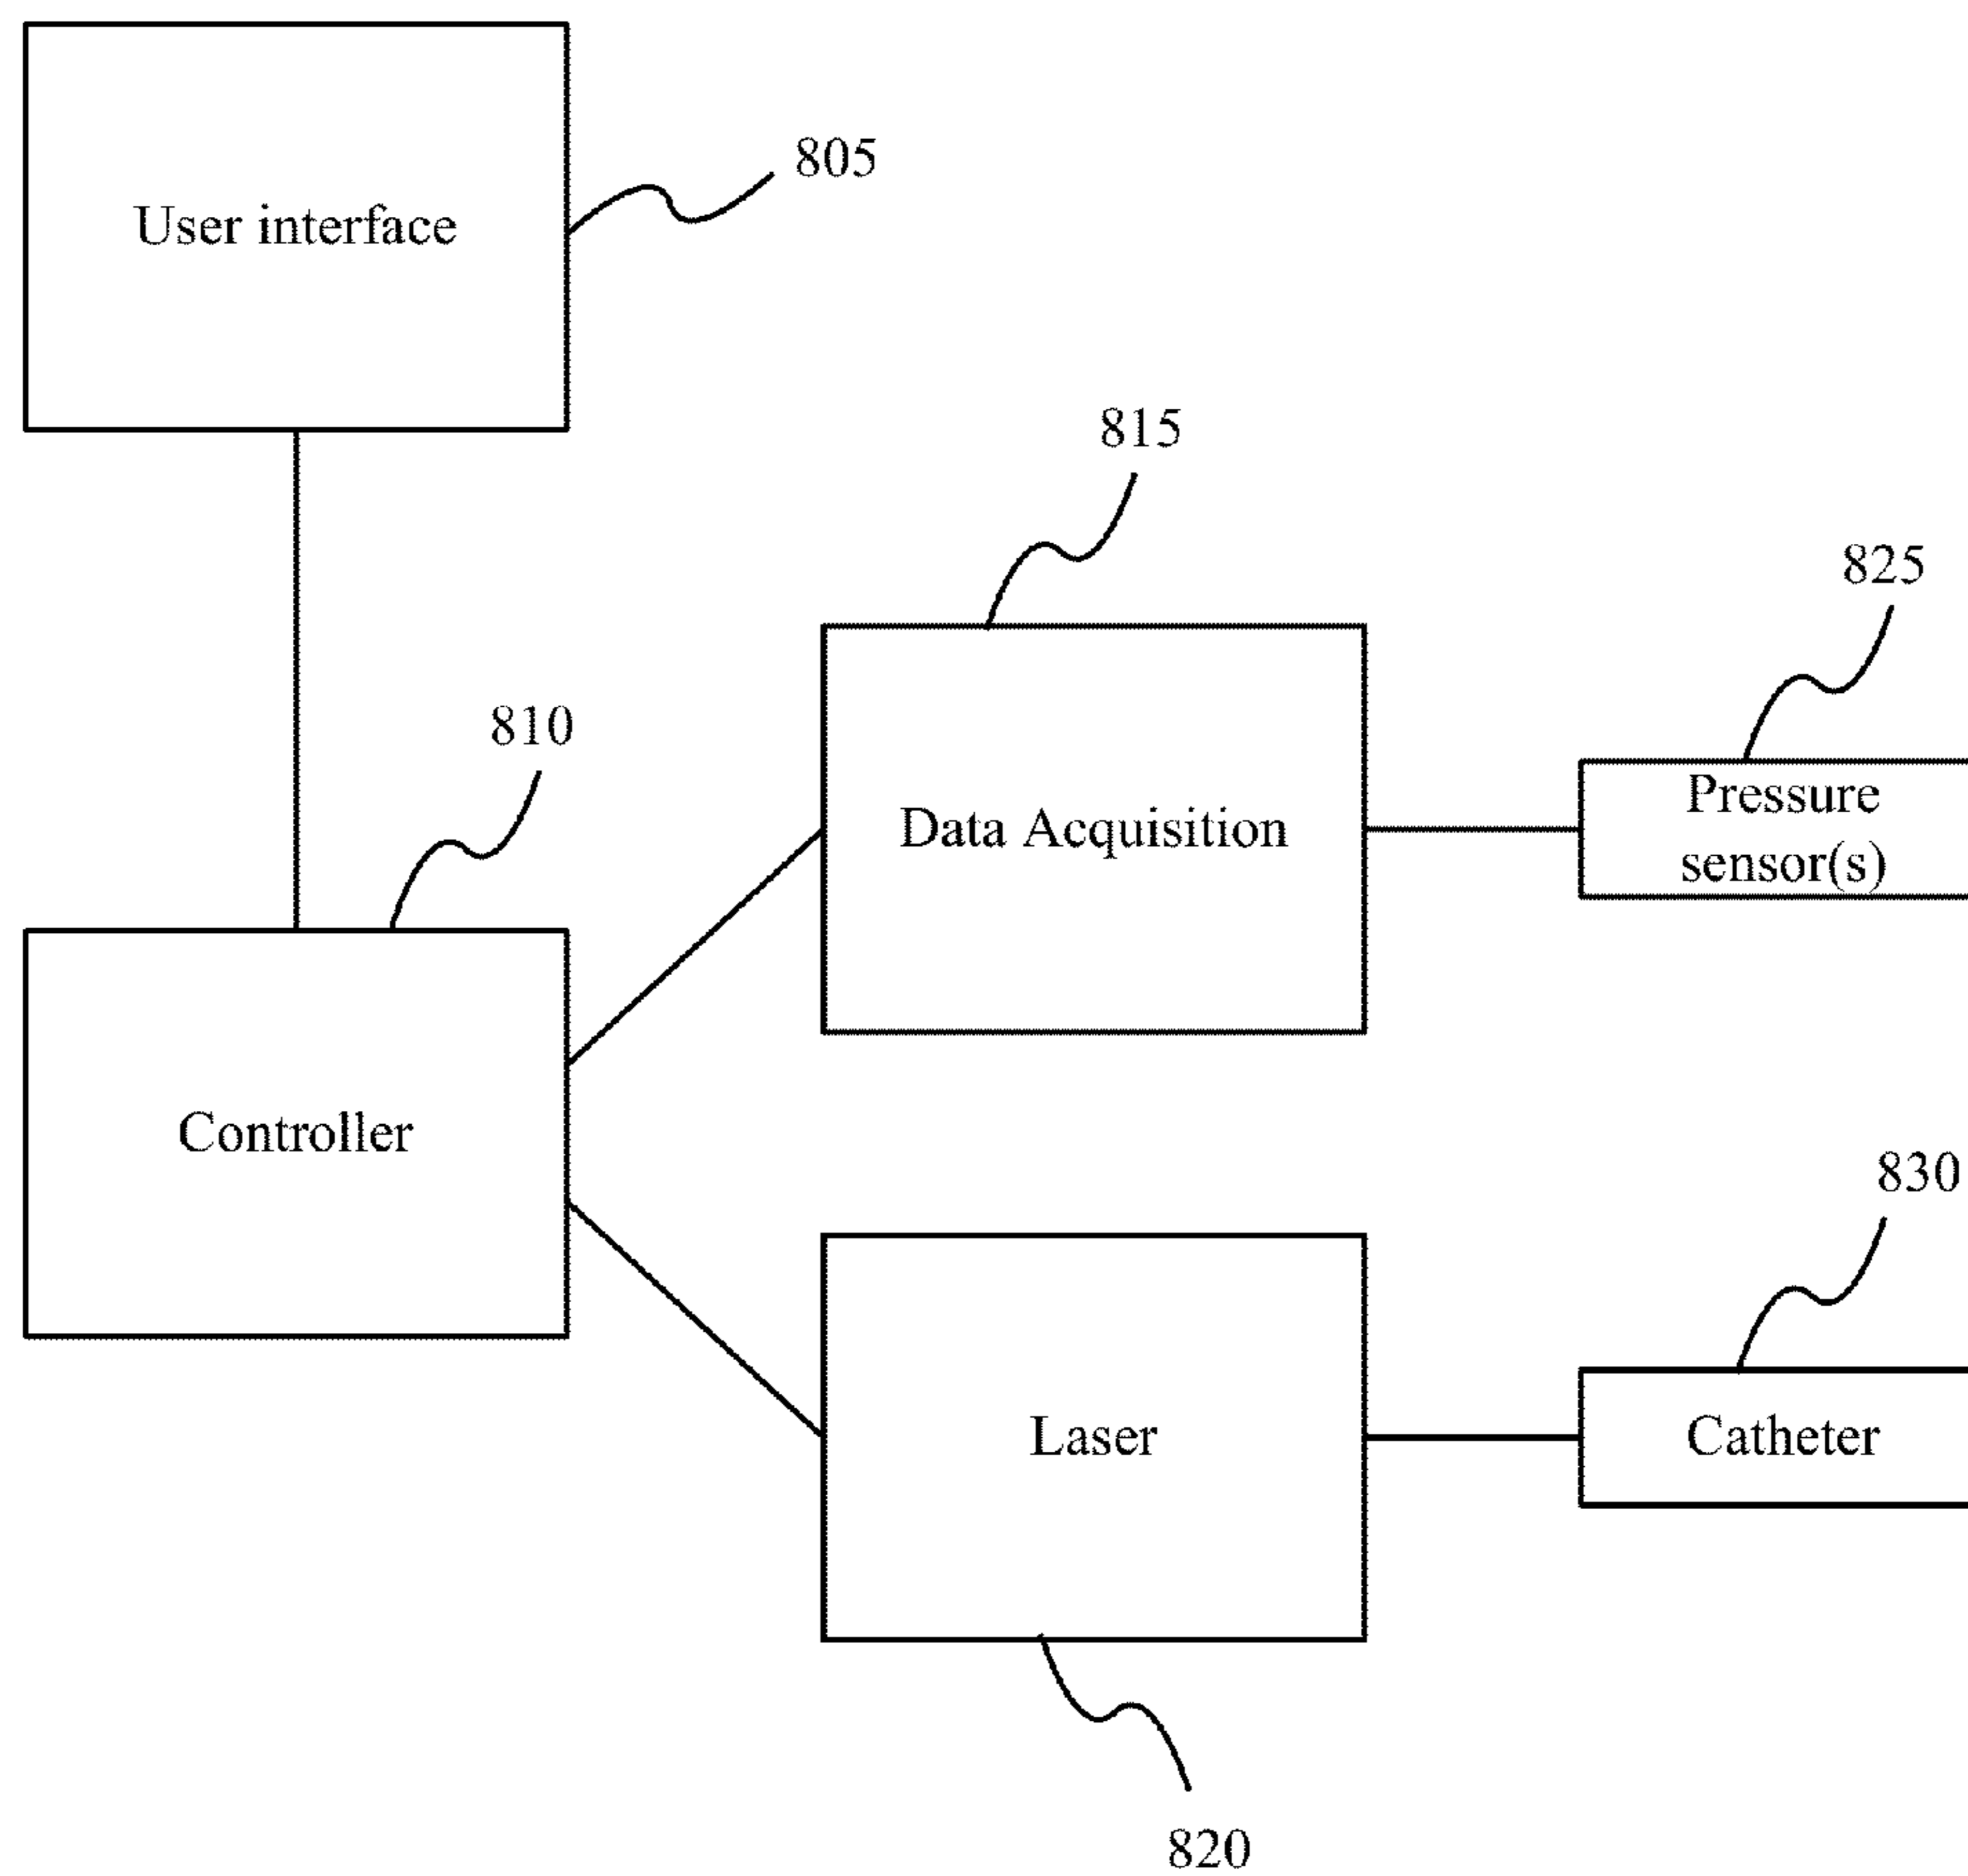 805
User interface
815
825
810
Pressure
sensor(s)
Data Acquisition
Controller
830
Laser
Catheter
820